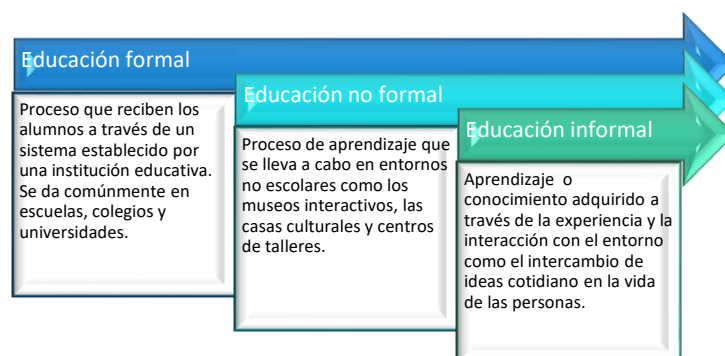 Educación formal
Proceso que reciben los
alumnos a través de un
sistema establecido por
una institución educativa.
Se da comúnmente en
escuelas, colegios y
universidades.
Educación no formal
Proceso de aprendizaje que
se lleva a cabo en entornos
no escolares como los
museos interactivos, las
casas culturales y centros
de talleres.
Educación informal
Aprendizaje o
conocimiento adquirido a
través de la experiencia y la
interacción con el entorno
como el intercambio de
ideas cotidiano en la vida
de las personas.